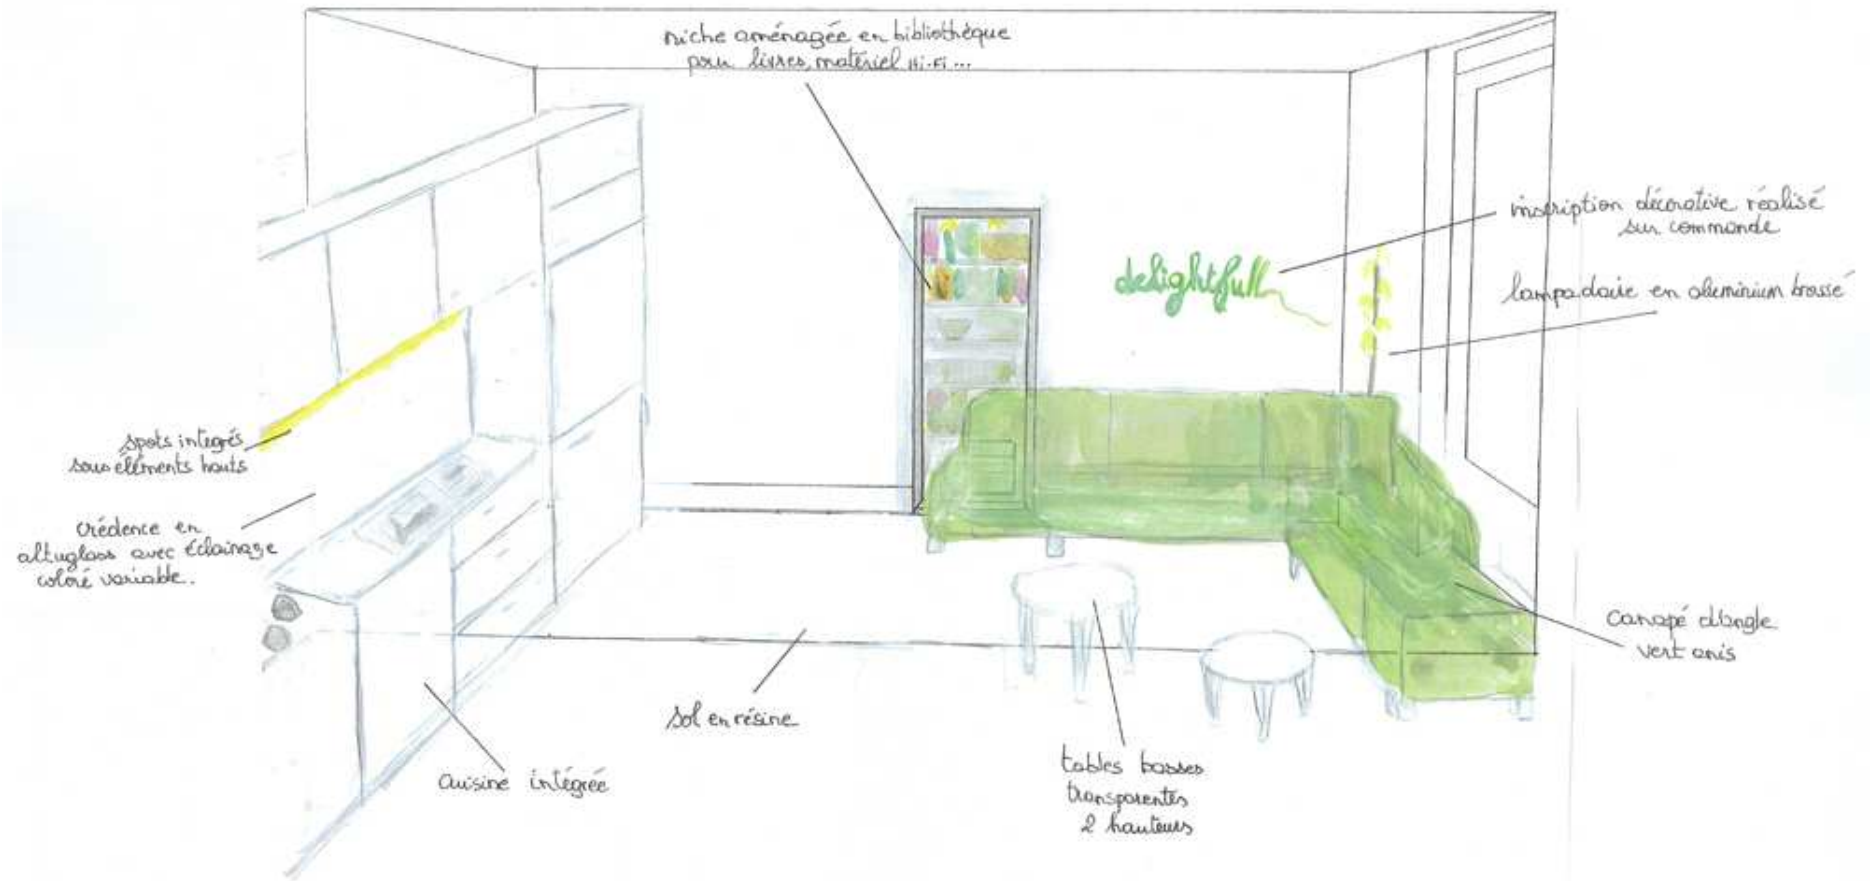 niche aménagée en bibliothèque
pour livres, matériel Hi-Fi ...
inscription décorative réalisé
sur commande
delightfull
lampadaire en aluminium brossé
spots integrés
sous éléments hauts
crédence en
altuglass avec éclairage
coloré variable.
canapé d'angle
vert anis
sol en résine
cuisine intégrée
tables basses
transparentes
2 hauteurs